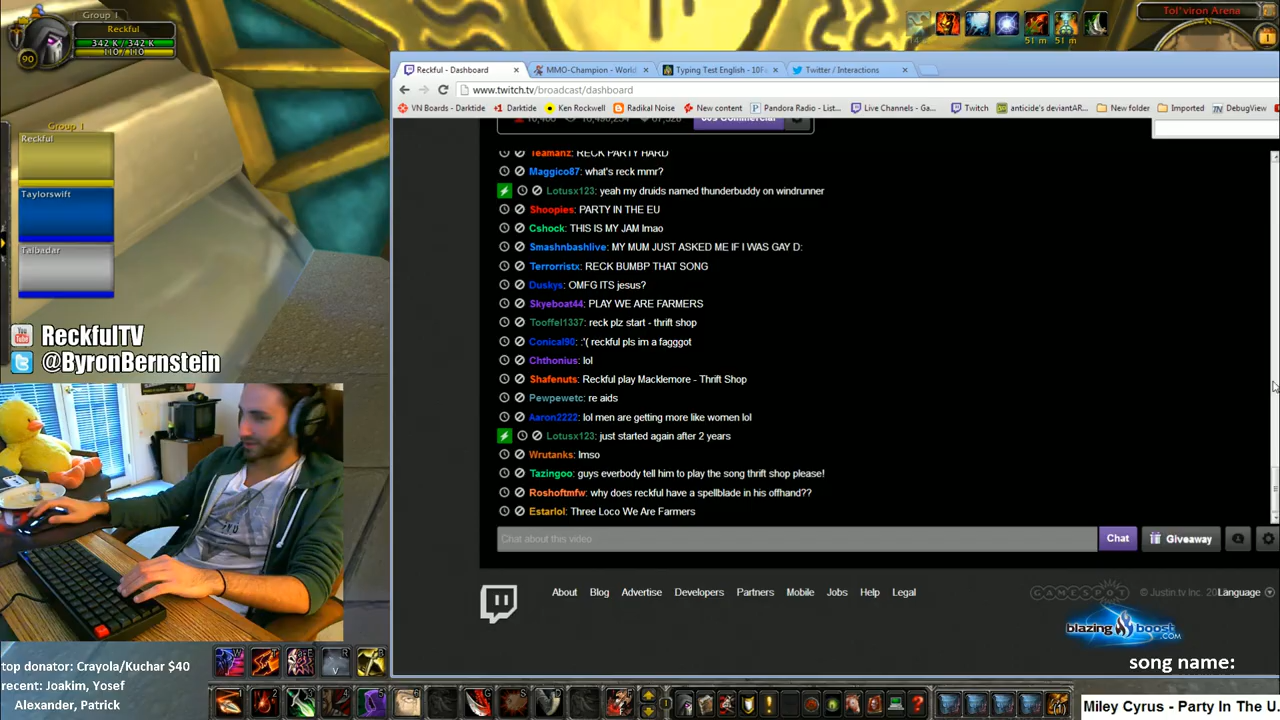 Group 1
Reckful
342 K / 342 K
110 / 110
90
51 m
51 m
Tol'viron Arena
Group 1
Reckful
Taylorswift
Talbadar
ReckfulTV
@ByronBernstein
Reckful - Dashboard
MMO-Champion - World
Typing Test English - 10Fa
Twitter / Interactions
www.twitch.tv/broadcast/dashboard
VN Boards - Darktide
+1 Darktide
Ken Rockwell
Radikal Noise
New content
Pandora Radio - List...
Live Channels - Ga...
Twitch
anticide's deviantAR...
New folder
Imported
DebugView
Teamanz: RECK PARTY HARD
Maggico87: what's reck mmr?
Lotusx123: yeah my druids named thunderbuddy on windrunner
Shoopies: PARTY IN THE EU
Cshock: THIS IS MY JAM lmao
Smashnbashlive: MY MUM JUST ASKED ME IF I WAS GAY D:
Terrorristx: RECK BUMBP THAT SONG
Duskys: OMFG ITS jesus?
Skyeboat44: PLAY WE ARE FARMERS
Tooffel1337: reck plz start - thrift shop
Conical90: :'( reckful pls im a fagggot
Chthonius: lol
Shafenuts: Reckful play Macklemore - Thrift Shop
Pewpewetc: re aids
Aaron2222: lol men are getting more like women lol
Lotusx123: just started again after 2 years
Wrutanks: lmso
Tazingoo: guys everbody tell him to play the song thrift shop please!
Roshoftmfw: why does reckful have a spellblade in his offhand??
Estarlol: Three Loco We Are Farmers
Chat about this video
Chat
Giveaway
About
Blog
Advertise
Developers
Partners
Mobile
Jobs
Help
Legal
GAMESPOT
© Justin.tv Inc. 20
Language
blazing boost
.COM
top donator: Crayola/Kuchar $40
recent: Joakim, Yosef
Alexander, Patrick
song name:
Miley Cyrus - Party In The U.